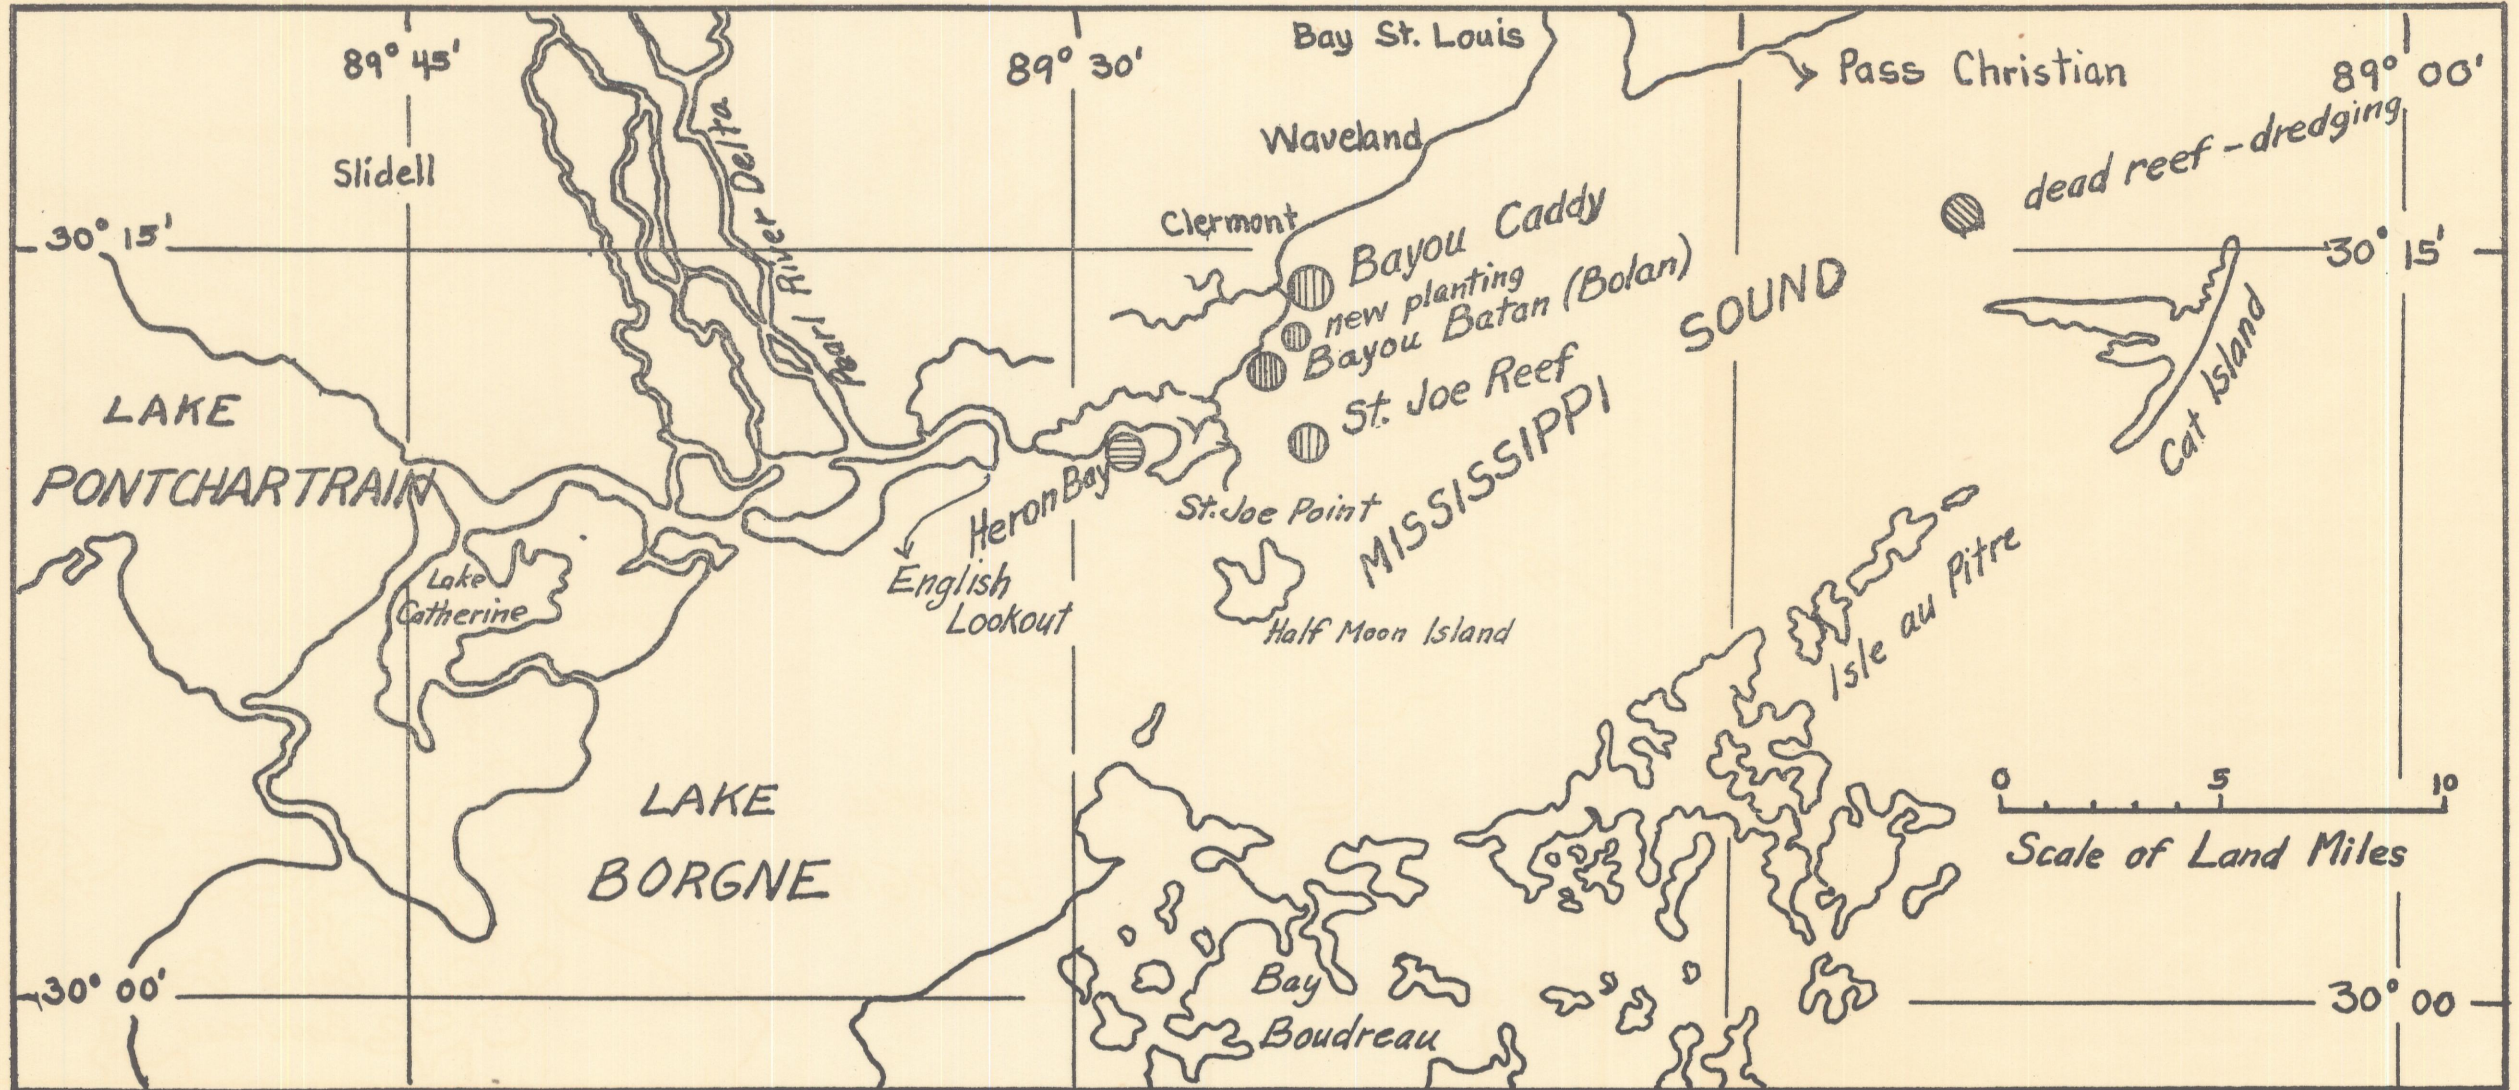 Bay St. Louis
89° 45'
89° 30'
Pass Christian
89° 00'
dead reef - dredging
Waveland
Slidell
Pearl River Delta
Clermont
30° 15'
30° 15'
Bayou Caddy
new planting
Bayou Batan (Bolan)
St. Joe Reef
MISSISSIPPI SOUND
Cat Island
LAKE
PONTCHARTRAIN
Heron Bay
St. Joe Point
English
Lookout
Half Moon Island
Lake
Catherine
Isle au Pitre
LAKE
BORGNE
0 5 10
Scale of Land Miles
30° 00'
30° 00
Bay
Boudreau